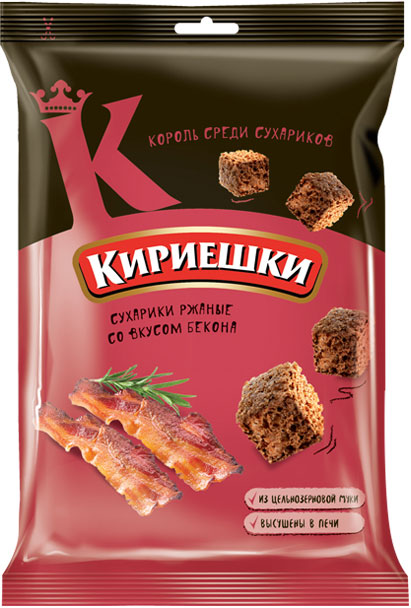 К
КОРОЛЬ СРЕДИ СУХАРИКОВ
КИРИЕШКИ
СУХАРИКИ РЖАНЫЕ
СО ВКУСОМ БЕКОНА
ИЗ ЦЕЛЬНОЗЕРНОВОЙ МУКИ
ВЫСУШЕНЫ В ПЕЧИ